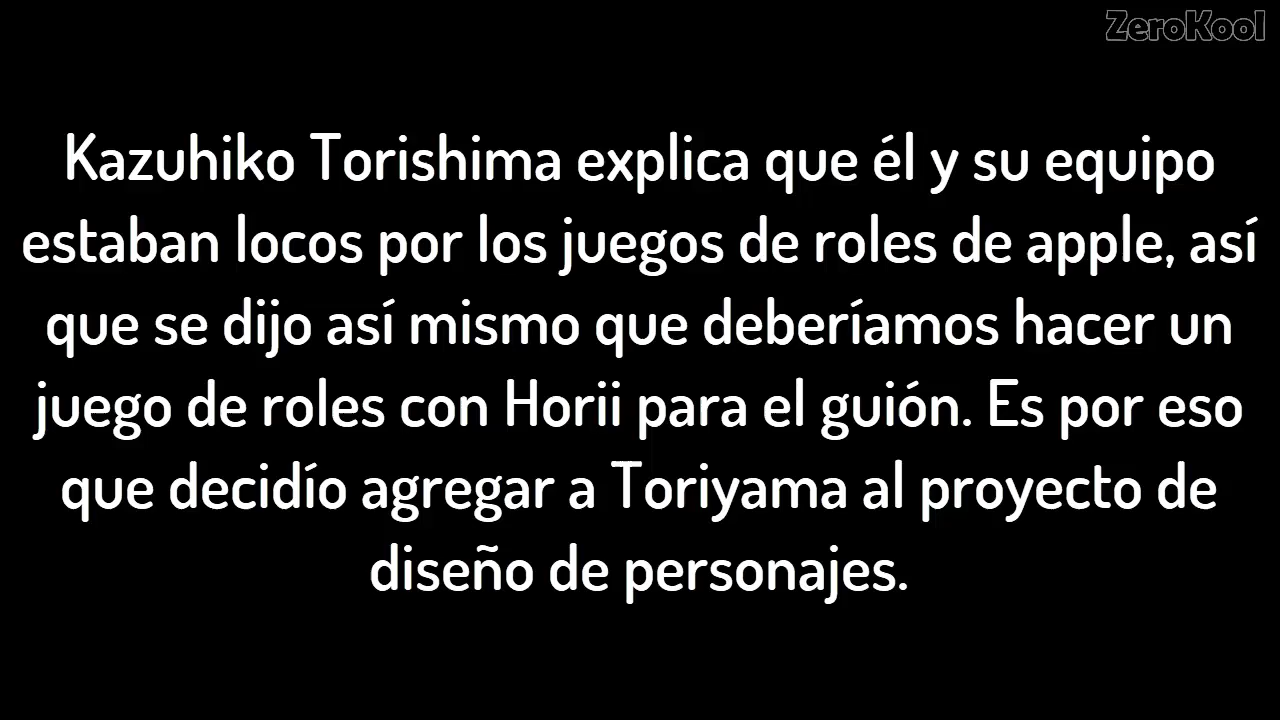 ZeroKool
Kazuhiko Torishima explica que él y su equipo
estaban locos por los juegos de roles de apple, así
que se dijo así mismo que deberíamos hacer un
juego de roles con Horii para el guión. Es por eso
que decidío agregar a Toriyama al proyecto de
diseño de personajes.